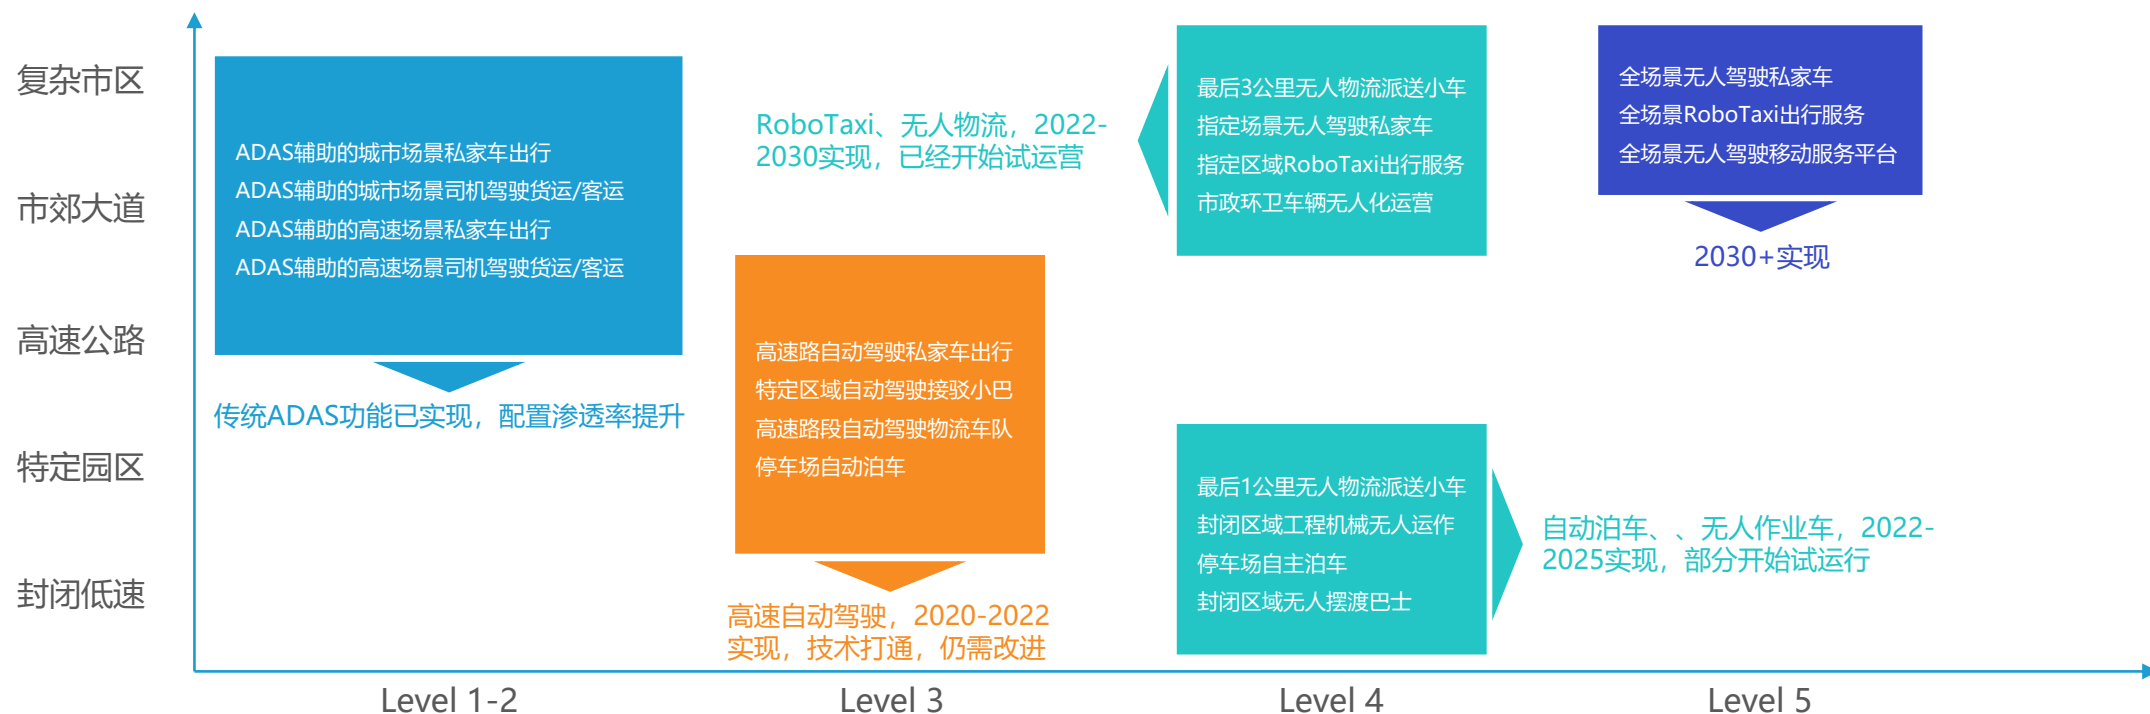 复杂市区
市郊大道
高速公路
特定园区
封闭低速
ADAS辅助的城市场景私家车出行
ADAS辅助的城市场景司机驾驶货运/客运
ADAS辅助的高速场景私家车出行
ADAS辅助的高速场景司机驾驶货运/客运
传统ADAS功能已实现，配置渗透率提升
高速路自动驾驶私家车出行
特定区域自动驾驶接驳小巴
高速路段自动驾驶物流车队
停车场自动泊车
高速自动驾驶，2020-2022
实现，技术打通，仍需改进
RoboTaxi、无人物流，2022-
2030实现，已经开始试运营
最后3公里无人物流派送小车
指定场景无人驾驶私家车
指定区域RoboTaxi出行服务
市政环卫车辆无人化运营
最后1公里无人物流派送小车
封闭区域工程机械无人运作
停车场自主泊车
封闭区域无人摆渡巴士
自动泊车、、无人作业车，2022-
2025实现，部分开始试运行
全场景无人驾驶私家车
全场景RoboTaxi出行服务
全场景无人驾驶移动服务平台
2030+实现
Level 1-2
Level 3
Level 4
Level 5